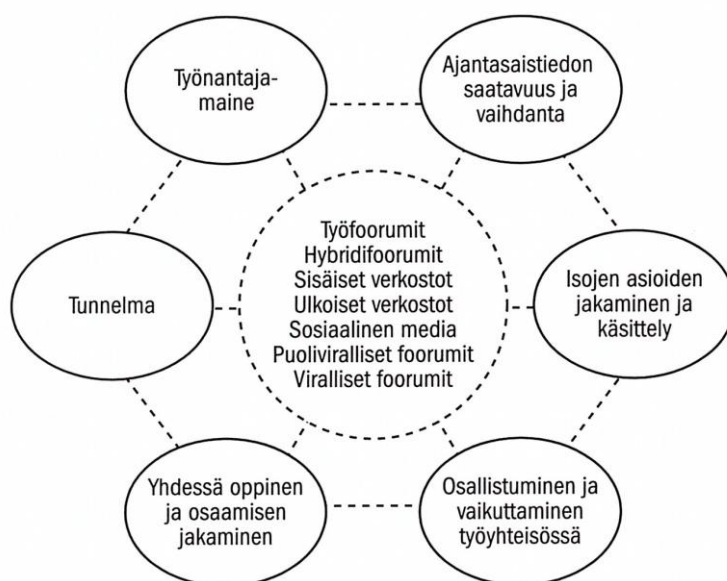 Työnantaja-
maine
Ajantasaistiedon
saatavuus ja
vaihdanta
Tunnelma
Työfoorumit
Hybridifoorumit
Sisäiset verkostot
Ulkoiset verkostot
Sosiaalinen media
Puoliviralliset foorumit
Viralliset foorumit
Isojen asioiden
jakaminen ja
käsittely
Yhdessä oppinen
ja osaamisen
jakaminen
Osallistuminen ja
vaikuttaminen
työyhteisössä